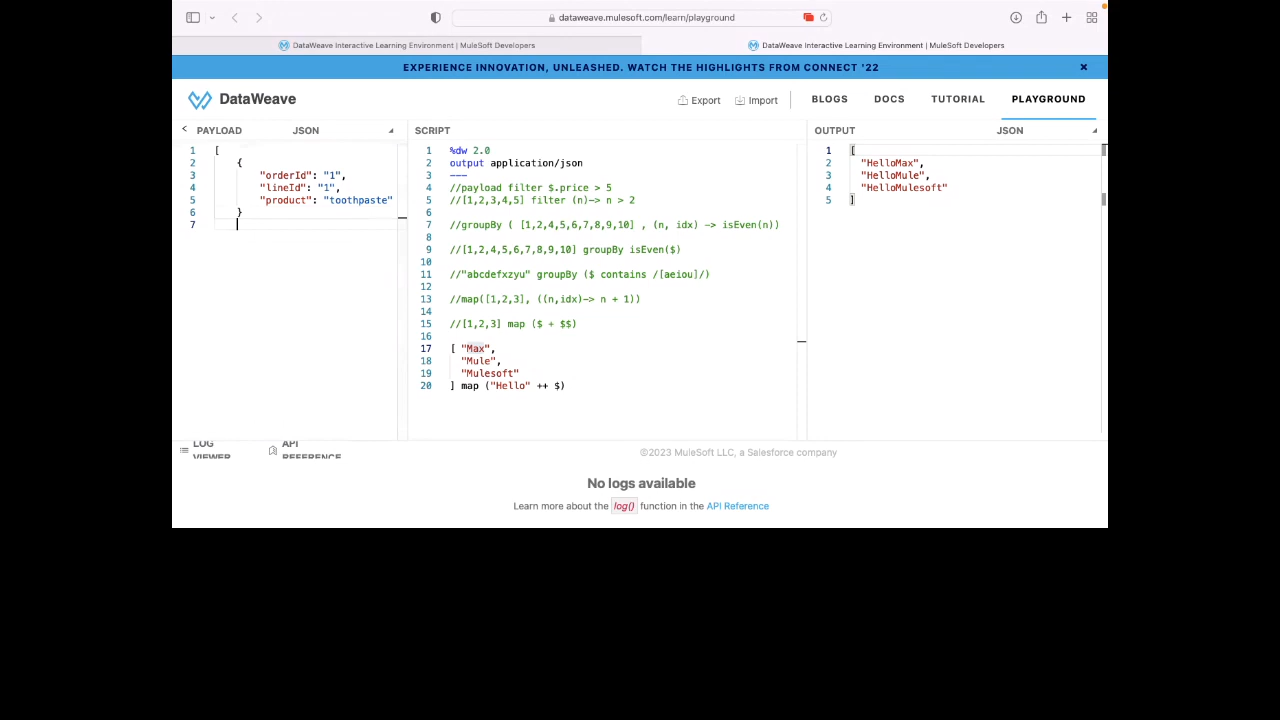 dataweave.mulesoft.com/learn/playground
DataWeave Interactive Learning Environment | MuleSoft Developers
DataWeave Interactive Learning Environment | MuleSoft Developers
EXPERIENCE INNOVATION, UNLEASHED. WATCH THE HIGHLIGHTS FROM CONNECT '22
DataWeave
Export
Import
BLOGS
DOCS
TUTORIAL
PLAYGROUND
PAYLOAD
JSON
1 [
2 {
3 "orderId": "1",
4 "lineId": "1",
5 "product": "toothpaste"
6 }
7
SCRIPT
1 %dw 2.0
2 output application/json
3 ---
4 //payload filter $.price > 5
5 //[1,2,3,4,5] filter (n)-> n > 2
6
7 //groupBy ( [1,2,4,5,6,7,8,9,10] , (n, idx) -> isEven(n))
8
9 //[1,2,4,5,6,7,8,9,10] groupBy isEven($)
10
11 //"abcdefxzyu" groupBy ($ contains /[aeiou]/)
12
13 //map([1,2,3], ((n,idx)-> n + 1))
14
15 //[1,2,3] map ($ + $$)
16
17 [ "Max",
18 "Mule",
19 "Mulesoft"
20 ] map ("Hello" ++ $)
OUTPUT
JSON
1 [
2 "HelloMax",
3 "HelloMule",
4 "HelloMulesoft"
5 ]
LOG
VIEWER
API
REFERENCE
©2023 MuleSoft LLC, a Salesforce company
No logs available
Learn more about the log() function in the API Reference